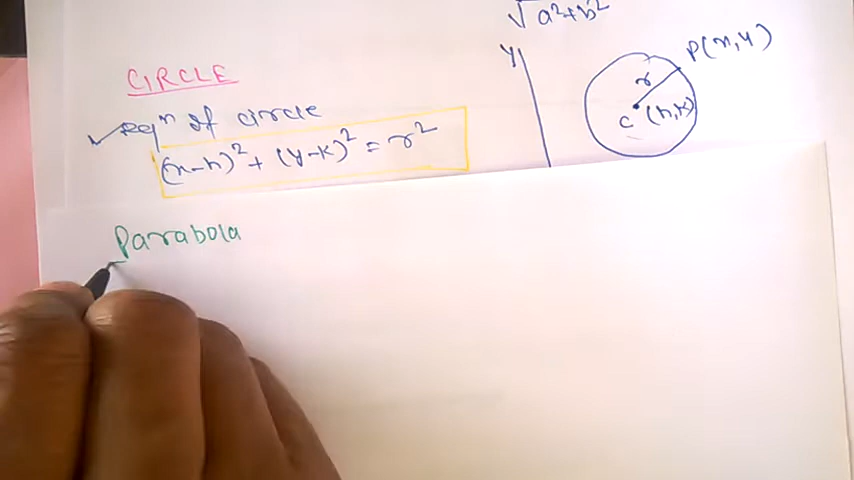 √a²+b²
CIRCLE
eqⁿ of circle
(x-h)² + (y-k)² = r²
y
r
P(x,y)
C (h,k)
Parabola